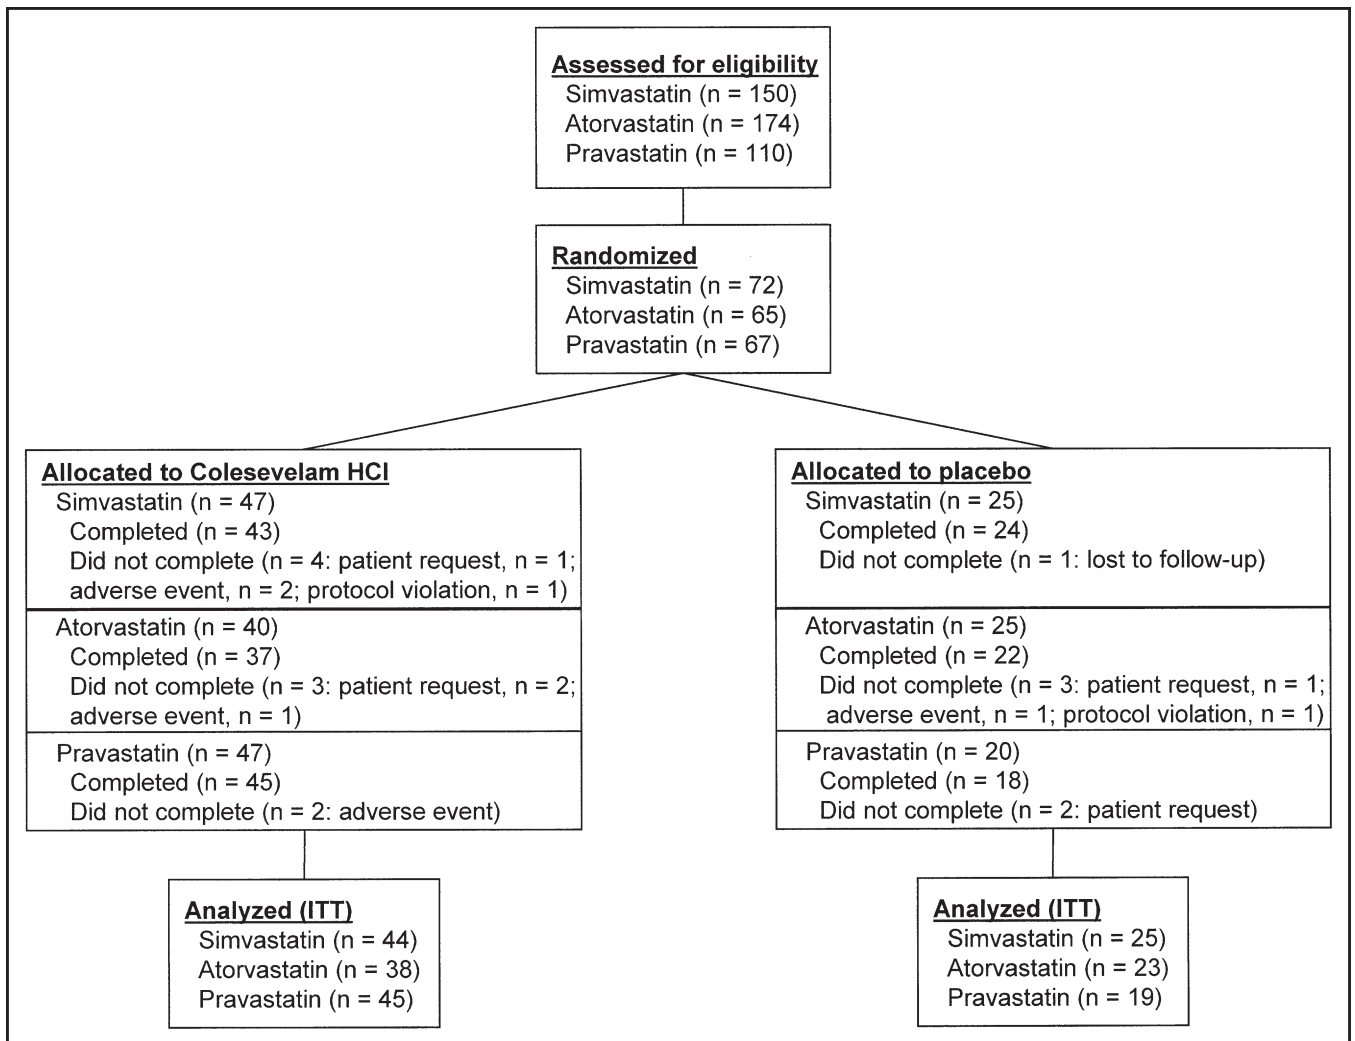 Assessed for eligibility
Simvastatin (n = 150)
Atorvastatin (n = 174)
Pravastatin (n = 110)
Randomized
Simvastatin (n = 72)
Atorvastatin (n = 65)
Pravastatin (n = 67)
Allocated to Colesevelam HCl
Simvastatin (n = 47)
Completed (n = 43)
Did not complete (n = 4: patient request, n = 1;
adverse event, n = 2; protocol violation, n = 1)
Atorvastatin (n = 40)
Completed (n = 37)
Did not complete (n = 3: patient request, n = 2;
adverse event, n = 1)
Pravastatin (n = 47)
Completed (n = 45)
Did not complete (n = 2: adverse event)
Allocated to placebo
Simvastatin (n = 25)
Completed (n = 24)
Did not complete (n = 1: lost to follow-up)
Atorvastatin (n = 25)
Completed (n = 22)
Did not complete (n = 3: patient request, n = 1;
adverse event, n = 1; protocol violation, n = 1)
Pravastatin (n = 20)
Completed (n = 18)
Did not complete (n = 2: patient request)
Analyzed (ITT)
Simvastatin (n = 44)
Atorvastatin (n = 38)
Pravastatin (n = 45)
Analyzed (ITT)
Simvastatin (n = 25)
Atorvastatin (n = 23)
Pravastatin (n = 19)